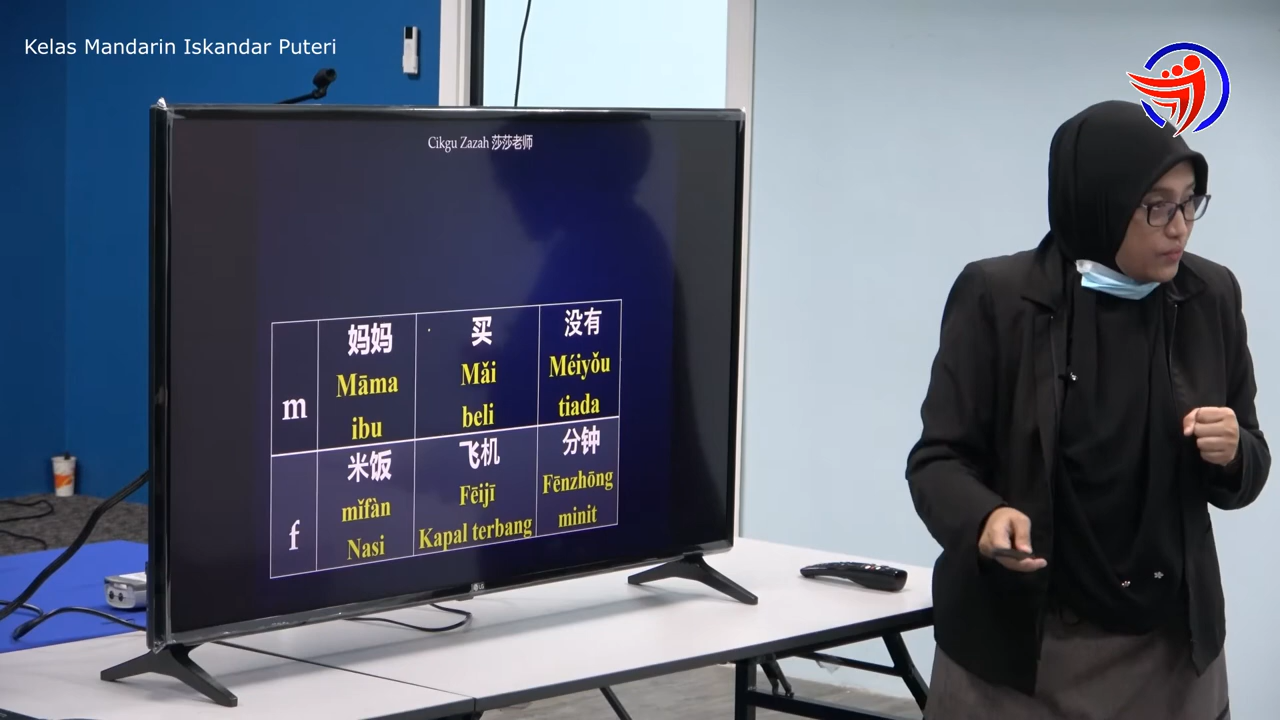 Kelas Mandarin Iskandar Puteri
Cikgu Zazah 莎莎老师
m
妈妈
Māma
ibu
买
Mǎi
beli
没有
Méiyǒu
tiada
f
米饭
mǐfàn
Nasi
飞机
Fēijī
Kapal terbang
分钟
Fēnzhōng
minit
LG